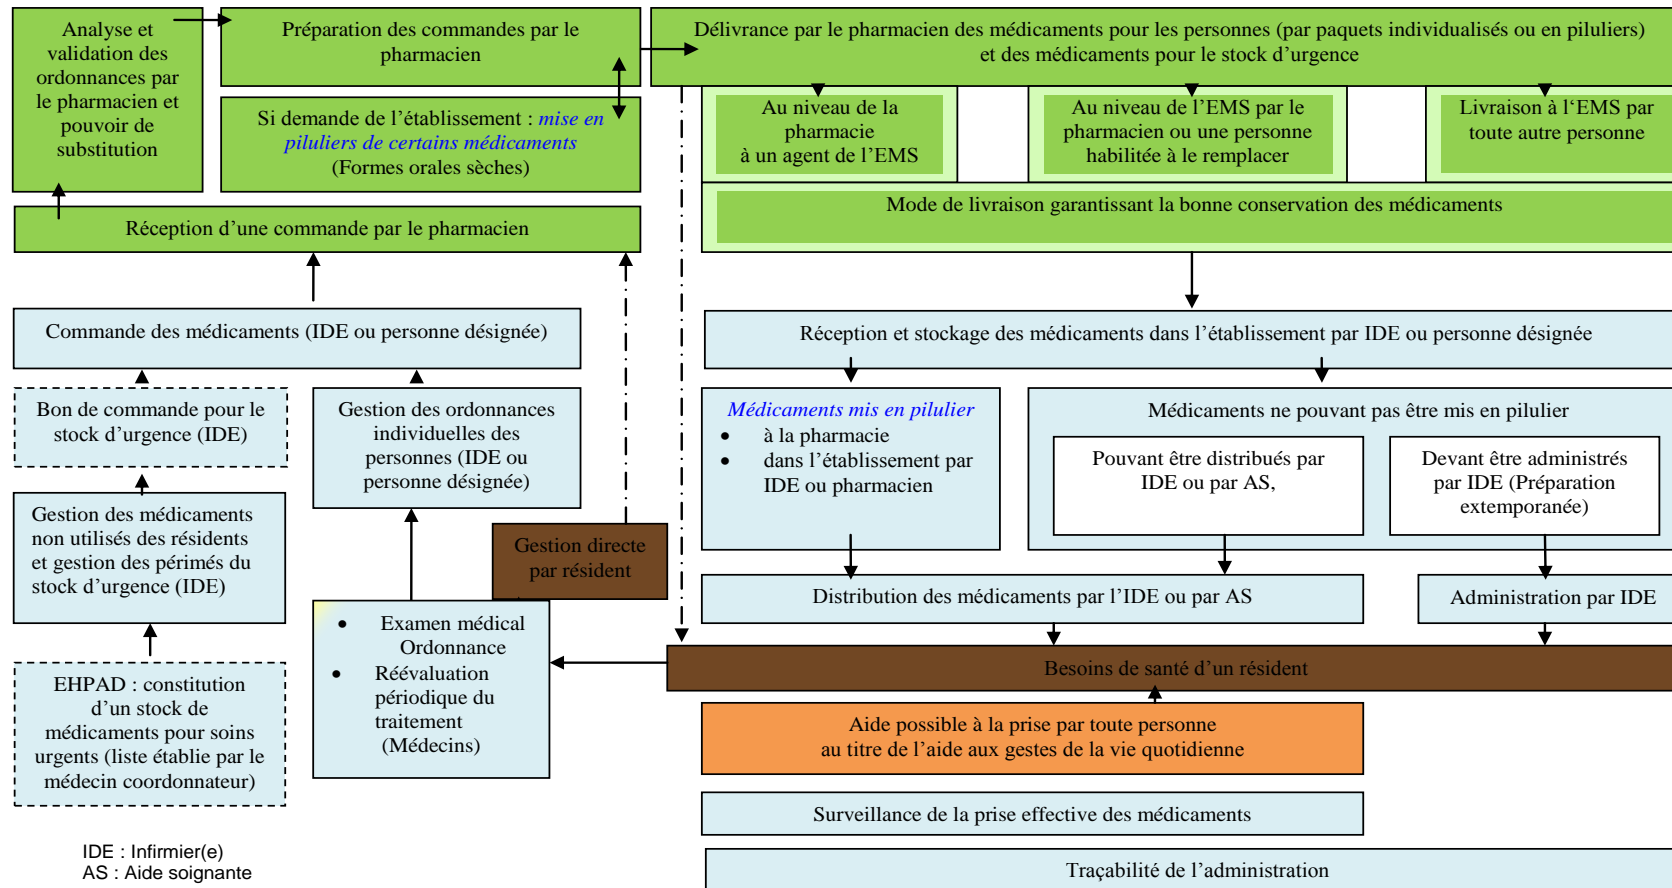 Analyse et
validation des
ordonnances par
le pharmacien et
pouvoir de
substitution
Préparation des commandes par le
pharmacien
Si demande de l’établissement : mise en
piluliers de certains médicaments
(Formes orales sèches)
Réception d’une commande par le pharmacien
Délivrance par le pharmacien des médicaments pour les personnes (par paquets individualisés ou en piluliers)
et des médicaments pour le stock d’urgence
Au niveau de la
pharmacie
à un agent de l’EMS
Au niveau de l’EMS par le
pharmacien ou une personne
habilitée à le remplacer
Livraison à l‘EMS par
toute autre personne
Mode de livraison garantissant la bonne conservation des médicaments
Commande des médicaments (IDE ou personne désignée)
Bon de commande pour le
stock d’urgence (IDE)
Gestion des ordonnances
individuelles des
personnes (IDE ou
personne désignée)
Gestion des médicaments
non utilisés des résidents
et gestion des périmés du
stock d’urgence (IDE)
Gestion directe
par résident
• Examen médical
Ordonnance
• Réévaluation
périodique du
traitement
(Médecins)
EHPAD : constitution
d’un stock de
médicaments pour soins
urgents (liste établie par le
médecin coordonnateur)
IDE : Infirmier(e)
AS : Aide soignante
Réception et stockage des médicaments dans l’établissement par IDE ou personne désignée
Médicaments mis en pilulier
• à la pharmacie
• dans l’établissement par
IDE ou pharmacien
Médicaments ne pouvant pas être mis en pilulier
Pouvant être distribués par
IDE ou par AS,
Devant être administrés
par IDE (Préparation
extemporanée)
Distribution des médicaments par l’IDE ou par AS
Administration par IDE
Besoins de santé d’un résident
Aide possible à la prise par toute personne
au titre de l’aide aux gestes de la vie quotidienne
Surveillance de la prise effective des médicaments
Traçabilité de l’administration